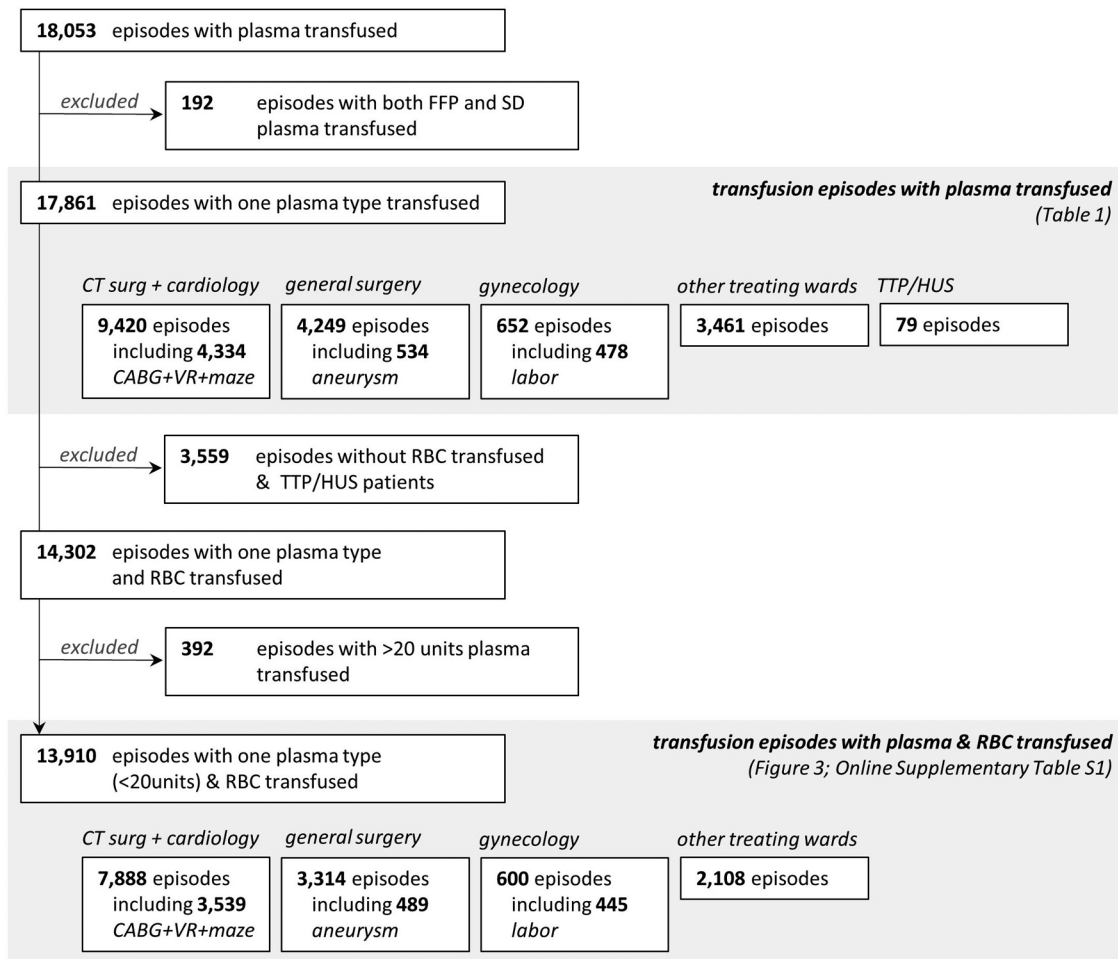 18,053 episodes with plasma transfused
excluded
192 episodes with both FFP and SD
plasma transfused
17,861 episodes with one plasma type transfused
transfusion episodes with plasma transfused
(Table 1)
CT surg + cardiology
9,420 episodes
including 4,334
CABG+VR+maze
general surgery
4,249 episodes
including 534
aneurysm
gynecology
652 episodes
including 478
labor
other treating wards
3,461 episodes
TTP/HUS
79 episodes
excluded
3,559 episodes without RBC transfused
& TTP/HUS patients
14,302 episodes with one plasma type
and RBC transfused
excluded
392 episodes with >20 units plasma
transfused
13,910 episodes with one plasma type
(<20units) & RBC transfused
transfusion episodes with plasma & RBC transfused
(Figure 3; Online Supplementary Table S1)
CT surg + cardiology
7,888 episodes
including 3,539
CABG+VR+maze
general surgery
3,314 episodes
including 489
aneurysm
gynecology
600 episodes
including 445
labor
other treating wards
2,108 episodes